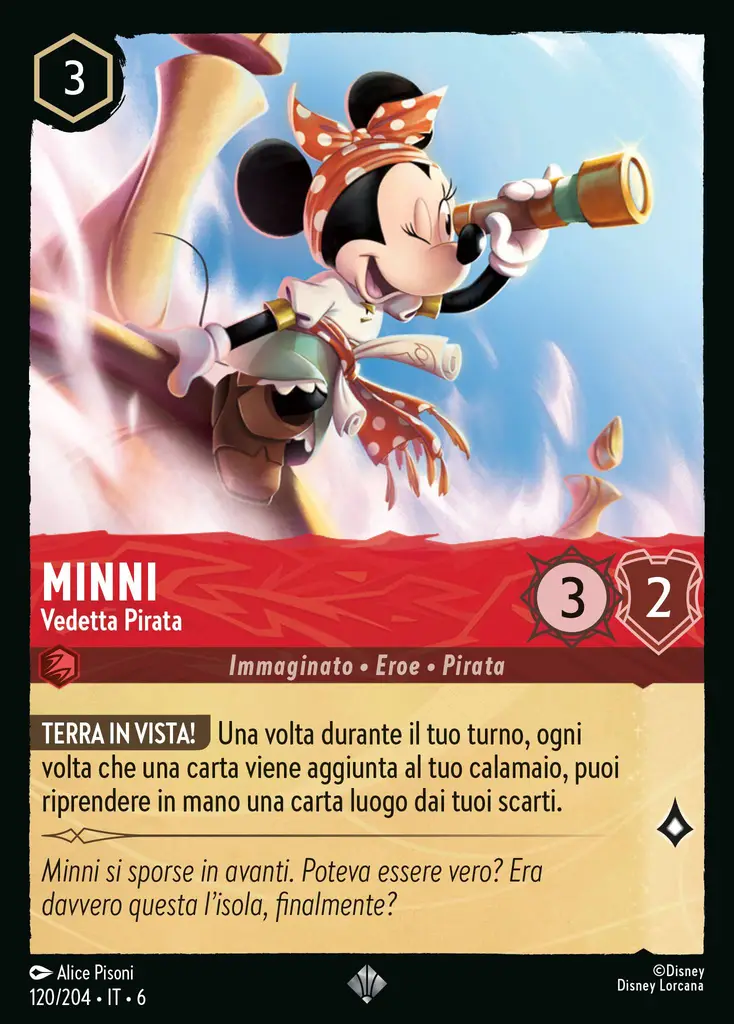 3
MINNI
Vedetta Pirata
3
2
Immaginato • Eroe • Pirata
TERRA IN VISTA! Una volta durante il tuo turno, ogni
volta che una carta viene aggiunta al tuo calamaio, puoi
riprendere in mano una carta luogo dai tuoi scarti.
Minni si sporse in avanti. Poteva essere vero? Era
davvero questa l'isola, finalmente?
Alice Pisoni
120/204 • IT • 6
©Disney
Disney Lorcana